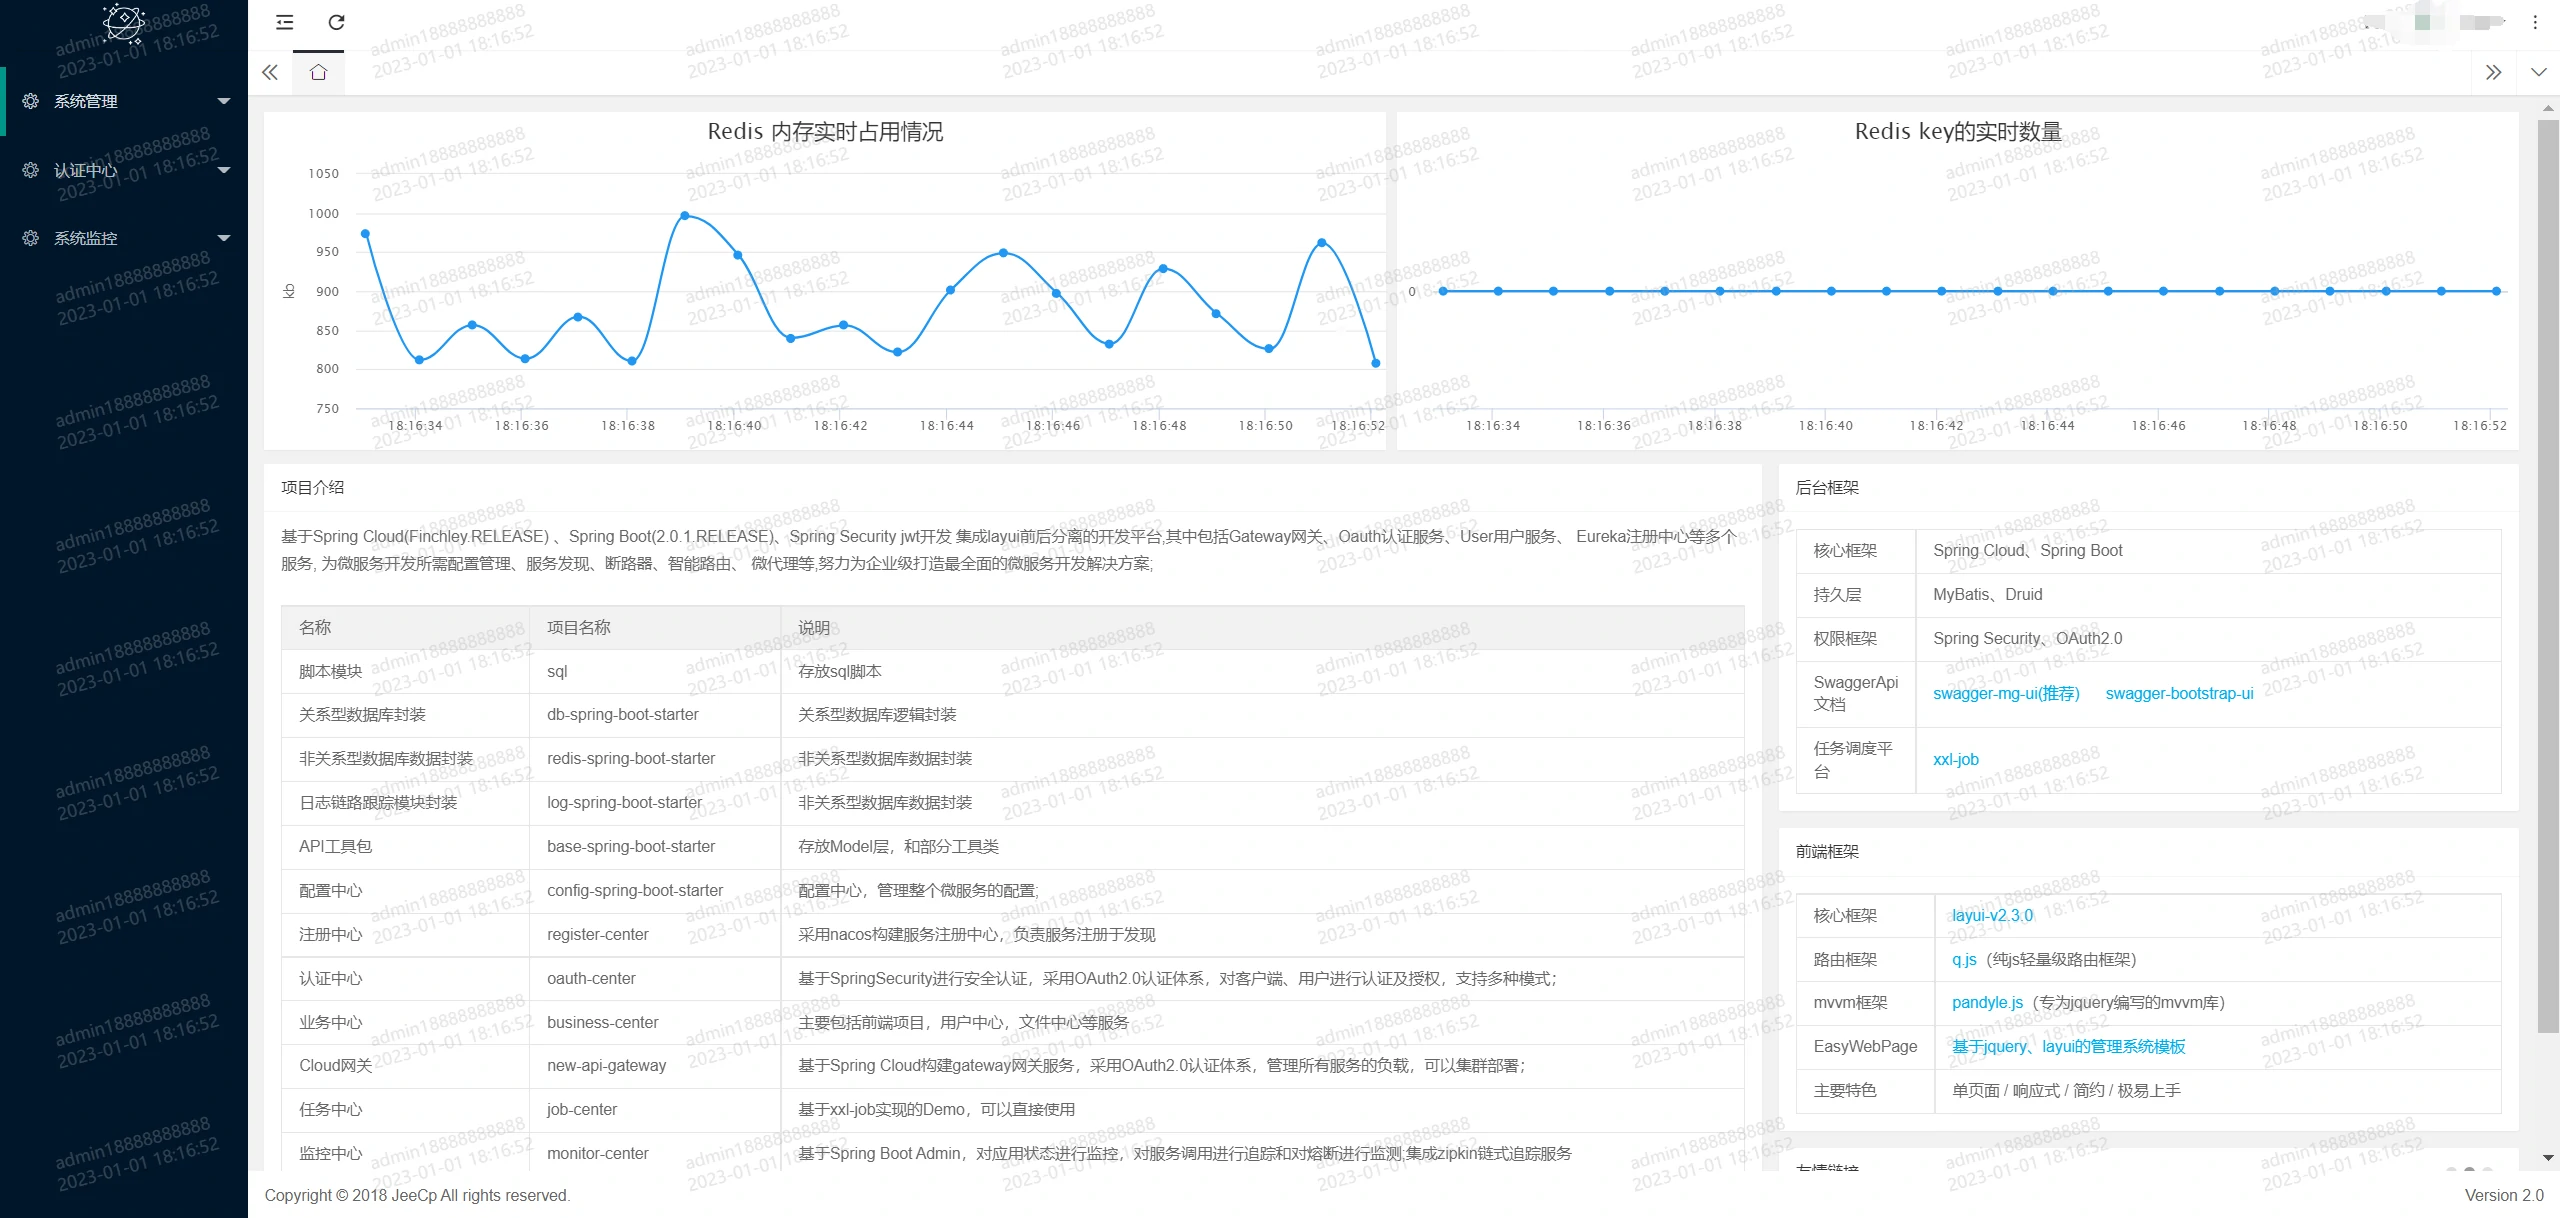 系统管理
认证中心
系统监控
Redis 内存实时占用情况
1050
1000
950
900
850
800
750
kb
18:16:34 18:16:36 18:16:38 18:16:40 18:16:42 18:16:44 18:16:46 18:16:48 18:16:50 18:16:52
Redis key的实时数量
0
18:16:34 18:16:36 18:16:38 18:16:40 18:16:42 18:16:44 18:16:46 18:16:48 18:16:50 18:16:52
项目介绍
基于Spring Cloud(Finchley.RELEASE) 、Spring Boot(2.0.1.RELEASE)、Spring Security jwt开发 集成layui前后分离的开发平台,其中包括Gateway网关、Oauth认证服务、User用户服务、 Eureka注册中心等多个
服务, 为微服务开发所需配置管理、服务发现、断路器、智能路由、 微代理等,努力为企业级打造最全面的微服务开发解决方案;
名称 项目名称 说明
脚本模块 sql 存放sql脚本
关系型数据库封装 db-spring-boot-starter 关系型数据库逻辑封装
非关系型数据库数据封装 redis-spring-boot-starter 非关系型数据库数据封装
日志链路跟踪模块封装 log-spring-boot-starter 非关系型数据库数据封装
API工具包 base-spring-boot-starter 存放Model层，和部分工具类
配置中心 config-spring-boot-starter 配置中心，管理整个微服务的配置;
注册中心 register-center 采用nacos构建服务注册中心，负责服务注册于发现
认证中心 oauth-center 基于SpringSecurity进行安全认证，采用OAuth2.0认证体系，对客户端、用户进行认证及授权，支持多种模式；
业务中心 business-center 主要包括前端项目，用户中心，文件中心等服务
Cloud网关 new-api-gateway 基于Spring Cloud构建gateway网关服务，采用OAuth2.0认证体系，管理所有服务的负载，可以集群部署；
任务中心 job-center 基于xxl-job实现的Demo，可以直接使用
监控中心 monitor-center 基于Spring Boot Admin，对应用状态进行监控，对服务调用进行追踪和对熔断进行监测;集成zipkin链式追踪服务
后台框架
核心框架 Spring Cloud、Spring Boot
持久层 MyBatis、Druid
权限框架 Spring Security、OAuth2.0
SwaggerApi
文档 swagger-mg-ui(推荐) swagger-bootstrap-ui
任务调度平
台 xxl-job
前端框架
核心框架 layui-v2.3.0
路由框架 q.js（纯js轻量级路由框架）
mvvm框架 pandyle.js（专为jquery编写的mvvm库）
EasyWebPage 基于jquery、layui的管理系统模板
主要特色 单页面 / 响应式 / 简约 / 极易上手
友情链接
Copyright © 2018 JeeCp All rights reserved.
Version 2.0
admin18888888888
2023-01-01 18:16:52